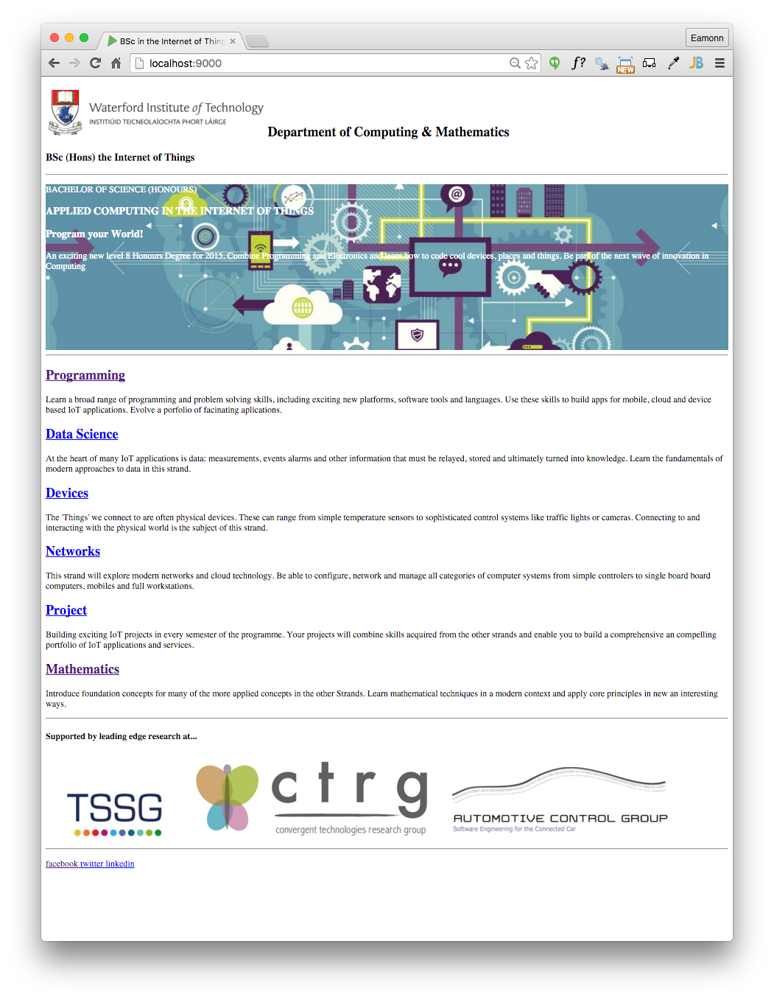 BSc in the Internet of Thin
Eamonn
localhost:9000
f?
NEW
JB
Waterford Institute of Technology
INSTITIÚID TEICNEOLAÍOCHTA PHORT LÁIRGE
Department of Computing & Mathematics
BSc (Hons) the Internet of Things
BACHELOR OF SCIENCE (HONOURS)
APPLIED COMPUTING IN THE INTERNET OF THINGS
Program your World!
An exciting new level 8 Honours Degree for 2015. Combine Programming and Electronics and learn how to code cool devices, places and things. Be part of the next wave of innovation in
Computing
Programming
Learn a broad range of programming and problem solving skills, including exciting new platforms, software tools and languages. Use these skills to build apps for mobile, cloud and device
based IoT applications. Evolve a porfolio of facinating aplications.
Data Science
At the heart of many IoT applications is data: measurements, events alarms and other information that must be relayed, stored and ultimately turned into knowledge. Learn the fundamentals of
modern approaches to data in this strand.
Devices
The 'Things' we connect to are often physical devices. These can range from simple temperature sensors to sophisticated control systems like traffic lights or cameras. Connecting to and
interacting with the physical world is the subject of this strand.
Networks
This strand will explore modern networks and cloud technology. Be able to configure, network and manage all categories of computer systems from simple controlers to single board board
computers, mobiles and full workstations.
Project
Building exciting IoT projects in every semester of the programme. Your projects will combine skills acquired from the other strands and enable you to build a comprehensive an compelling
portfolio of IoT applications and services.
Mathematics
Introduce foundation concepts for many of the more applied concepts in the other Strands. Learn mathematical techniques in a modern context and apply core principles in new an interesting
ways.
Supported by leading edge research at...
TSSG
ctrg
convergent technologies research group
AUTOMOTIVE CONTROL GROUP
Software Engineering for the Connected Car
facebook twitter linkedin